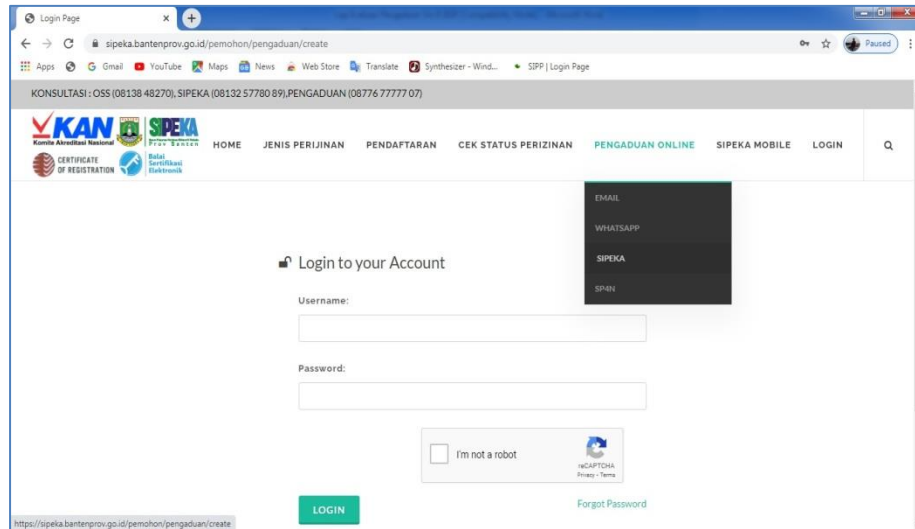 Login Page
sipeka.bantenprov.go.id/pemohon/pengaduan/create
Paused
Apps Gmail YouTube Maps News Web Store Translate Synthesizer - Wind... SIPP | Login Page
KONSULTASI : OSS (08138 48270), SIPEKA (08132 57780 89),PENGADUAN (08776 77777 07)
KAN
Komite Akreditasi Nasional
SIPEKA
Prov Banten
CERTIFICATE
OF REGISTRATION
Balai
Sertifikasi
Elektronik
HOME JENIS PERIJINAN PENDAFTARAN CEK STATUS PERIZINAN PENGADUAN ONLINE SIPEKA MOBILE LOGIN
EMAIL
WHATSAPP
SIPEKA
SP4N
Login to your Account
Username:
Password:
I'm not a robot
reCAPTCHA
Privacy - Terms
LOGIN
Forgot Password
https://sipeka.bantenprov.go.id/pemohon/pengaduan/create